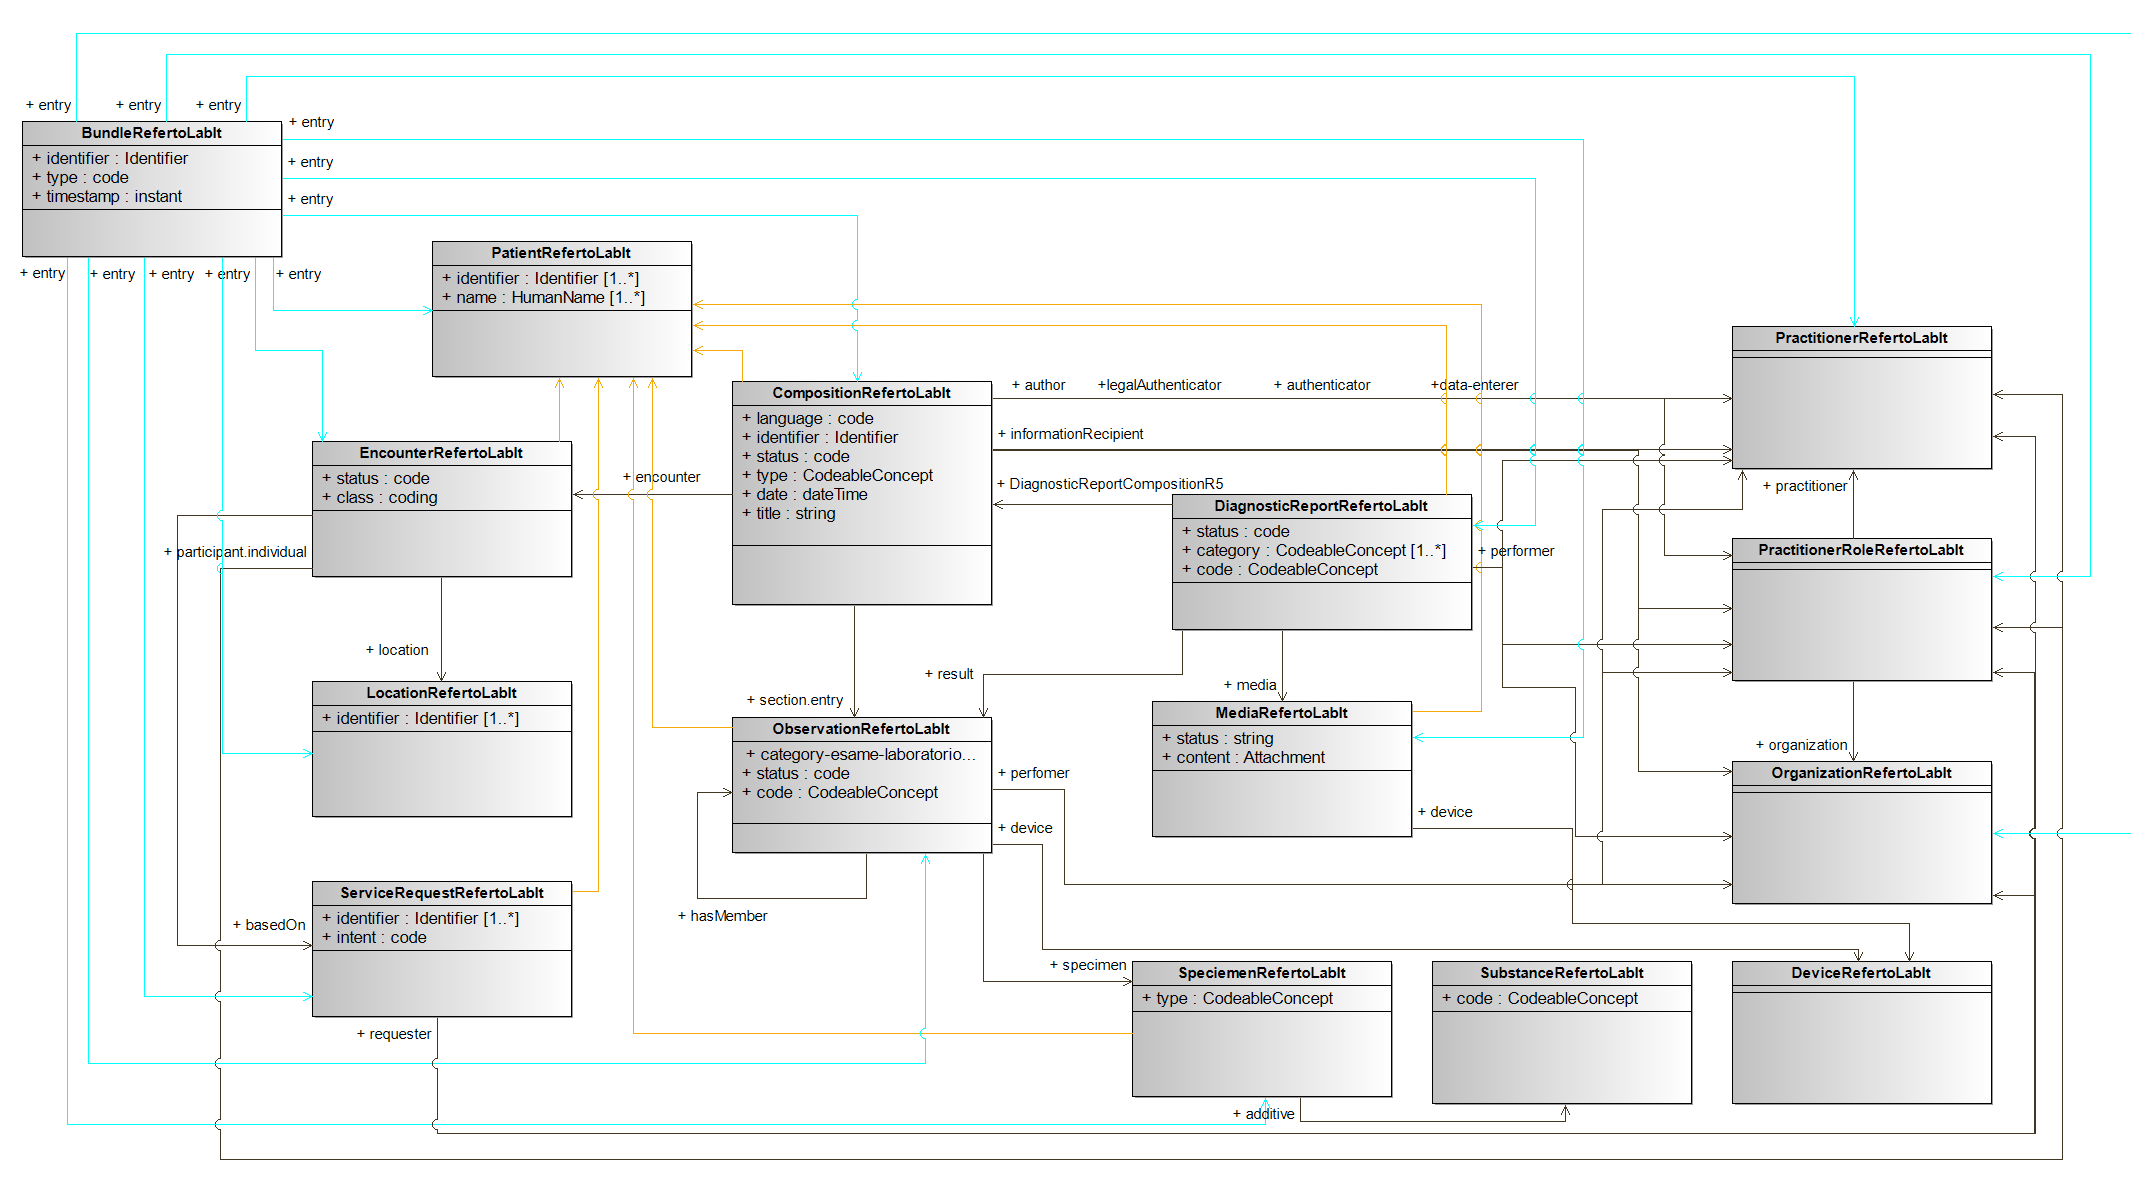 + entry
+ entry
+ entry
+ entry
BundleRefertoLabIt
+ identifier : Identifier
+ type : code
+ timestamp : instant
+ entry
+ entry
+ entry
+ entry
+ entry
+ entry
+ entry
PatientRefertoLabIt
+ identifier : Identifier [1..*]
+ name : HumanName [1..*]
PractitionerRefertoLabIt
CompositionRefertoLabIt
+ language : code
+ identifier : Identifier
+ status : code
+ type : CodeableConcept
+ date : dateTime
+ title : string
+ author
+legalAuthenticator
+ authenticator
+data-enterer
+ informationRecipient
+ DiagnosticReportCompositionR5
+ encounter
EncounterRefertoLabIt
+ status : code
+ class : coding
+ participant.individual
DiagnosticReportRefertoLabIt
+ status : code
+ category : CodeableConcept [1..*]
+ code : CodeableConcept
+ performer
+ practitioner
PractitionerRoleRefertoLabIt
+ location
+ result
+ media
+ section.entry
LocationRefertoLabIt
+ identifier : Identifier [1..*]
ObservationRefertoLabIt
+ category-esame-laboratorio...
+ status : code
+ code : CodeableConcept
MediaRefertoLabIt
+ status : string
+ content : Attachment
+ organization
OrganizationRefertoLabIt
+ perfomer
+ device
+ device
+ hasMember
ServiceRequestRefertoLabIt
+ identifier : Identifier [1..*]
+ intent : code
+ basedOn
+ requester
+ specimen
SpeciemenRefertoLabIt
+ type : CodeableConcept
SubstanceRefertoLabIt
+ code : CodeableConcept
DeviceRefertoLabIt
+ additive